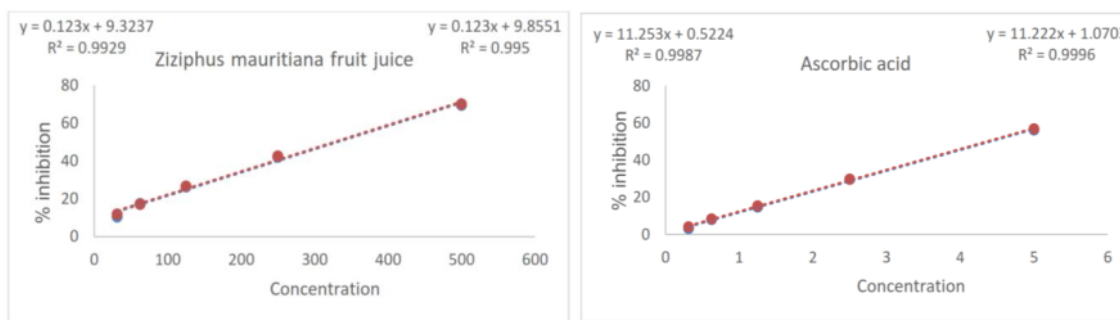 y = 0.123x + 9.3237
R² = 0.9929
y = 0.123x + 9.8551
R² = 0.995
Ziziphus mauritiana fruit juice
80
60
40
20
0
% inhibition
0 100 200 300 400 500 600
Concentration
y = 11.253x + 0.5224
R² = 0.9987
y = 11.222x + 1.070
R² = 0.9996
Ascorbic acid
80
60
40
20
0
% inhibition
0 1 2 3 4 5 6
Concentration